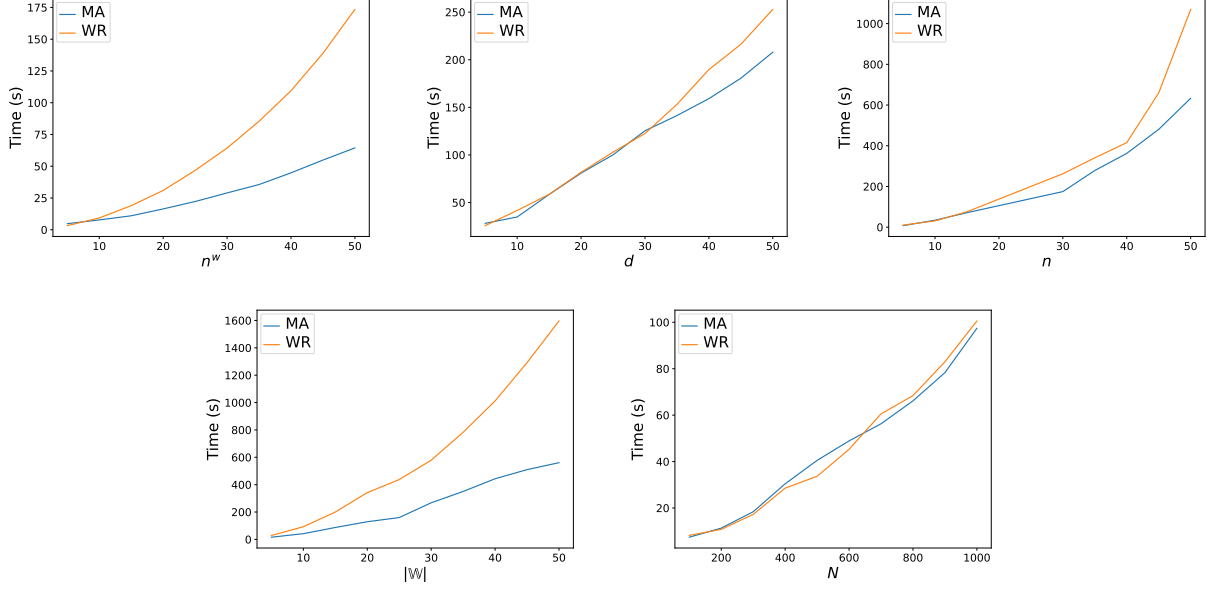 175
150
125
100
75
50
25
0
Time (s)
MA
WR
10 20 30 40 50
n^w
250
200
150
100
50
Time (s)
MA
WR
10 20 30 40 50
d
1000
800
600
400
200
0
Time (s)
MA
WR
10 20 30 40 50
n
1600
1400
1200
1000
800
600
400
200
0
Time (s)
MA
WR
10 20 30 40 50
|𝕎|
100
80
60
40
20
Time (s)
MA
WR
200 400 600 800 1000
N